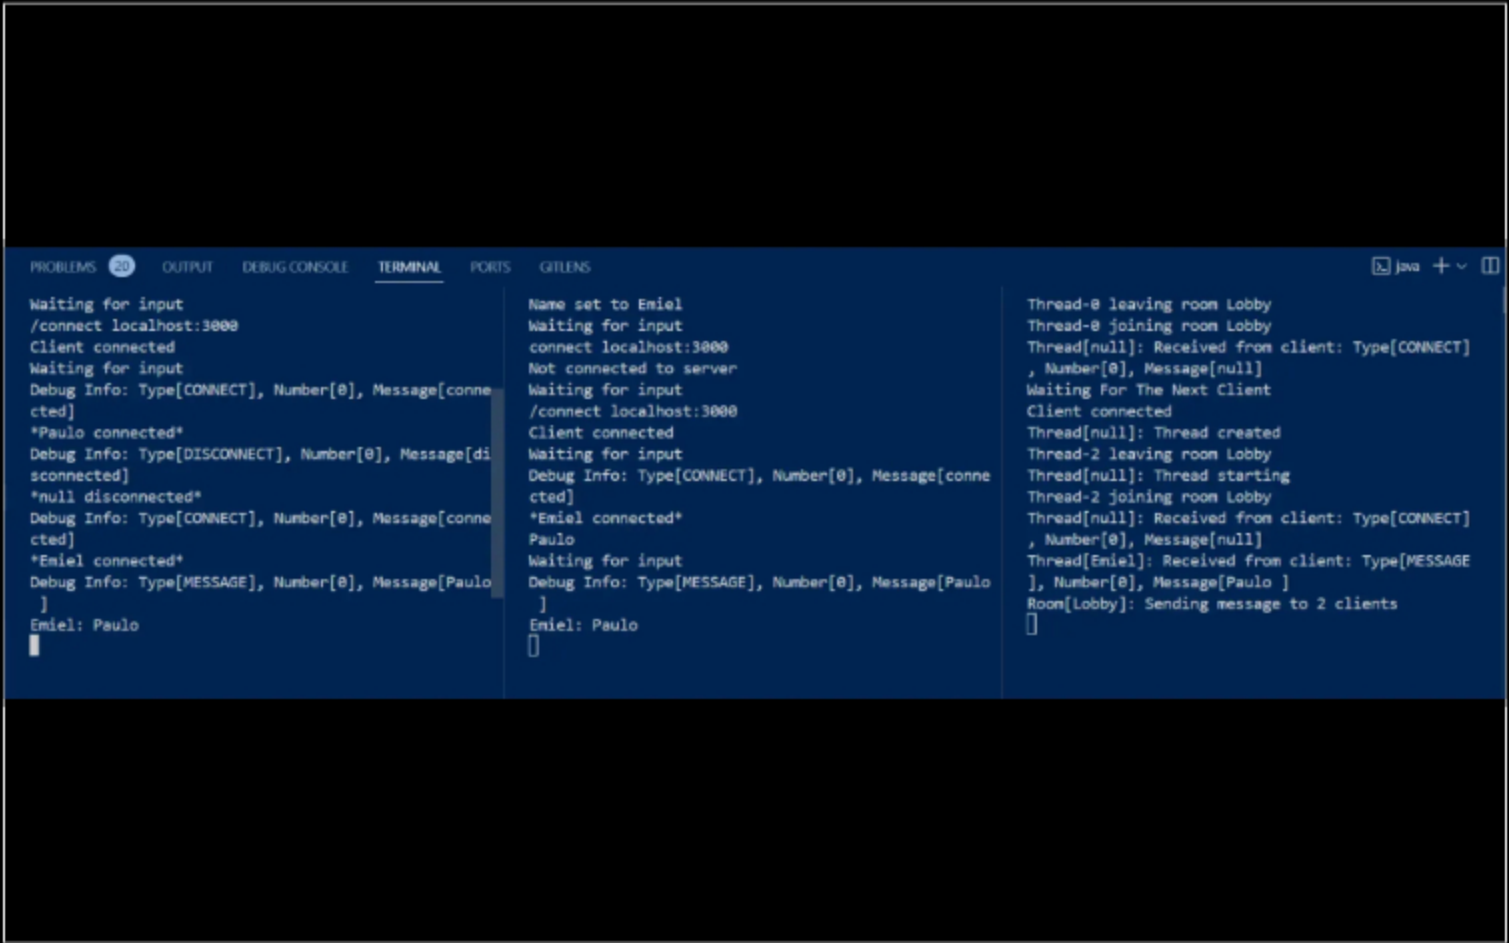 PROBLEMS 20 OUTPUT DEBUG CONSOLE TERMINAL PORTS GITLENS java
Waiting for input
/connect localhost:3000
Client connected
Waiting for input
Debug Info: Type[CONNECT], Number[0], Message[conne
cted]
*Paulo connected*
Debug Info: Type[DISCONNECT], Number[0], Message[di
sconnected]
*null disconnected*
Debug Info: Type[CONNECT], Number[0], Message[conne
cted]
*Emiel connected*
Debug Info: Type[MESSAGE], Number[0], Message[Paulo
]
Emiel: Paulo
Name set to Emiel
Waiting for input
connect localhost:3000
Not connected to server
Waiting for input
/connect localhost:3000
Client connected
Waiting for input
Debug Info: Type[CONNECT], Number[0], Message[conne
cted]
*Emiel connected*
Paulo
Waiting for input
Debug Info: Type[MESSAGE], Number[0], Message[Paulo
]
Emiel: Paulo
Thread-0 leaving room Lobby
Thread-0 joining room Lobby
Thread[null]: Received from client: Type[CONNECT]
, Number[0], Message[null]
Waiting For The Next Client
Client connected
Thread[null]: Thread created
Thread-2 leaving room Lobby
Thread[null]: Thread starting
Thread-2 joining room Lobby
Thread[null]: Received from client: Type[CONNECT]
, Number[0], Message[null]
Thread[Emiel]: Received from client: Type[MESSAGE
], Number[0], Message[Paulo ]
Room[Lobby]: Sending message to 2 clients